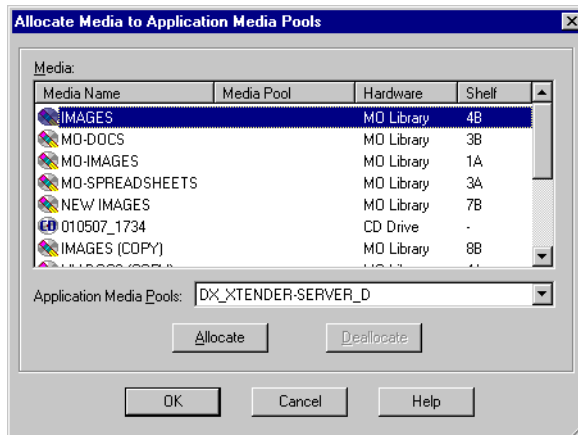 Allocate Media to Application Media Pools
Media:
Media Name Media Pool Hardware Shelf
IMAGES MO Library 4B
MO-DOCS MO Library 3B
MO-IMAGES MO Library 1A
MO-SPREADSHEETS MO Library 3A
NEW IMAGES MO Library 7B
CD 010507_1734 CD Drive -
IMAGES (COPY) MO Library 8B
Application Media Pools: DX_XTENDER-SERVER_D
Allocate Deallocate
OK Cancel Help